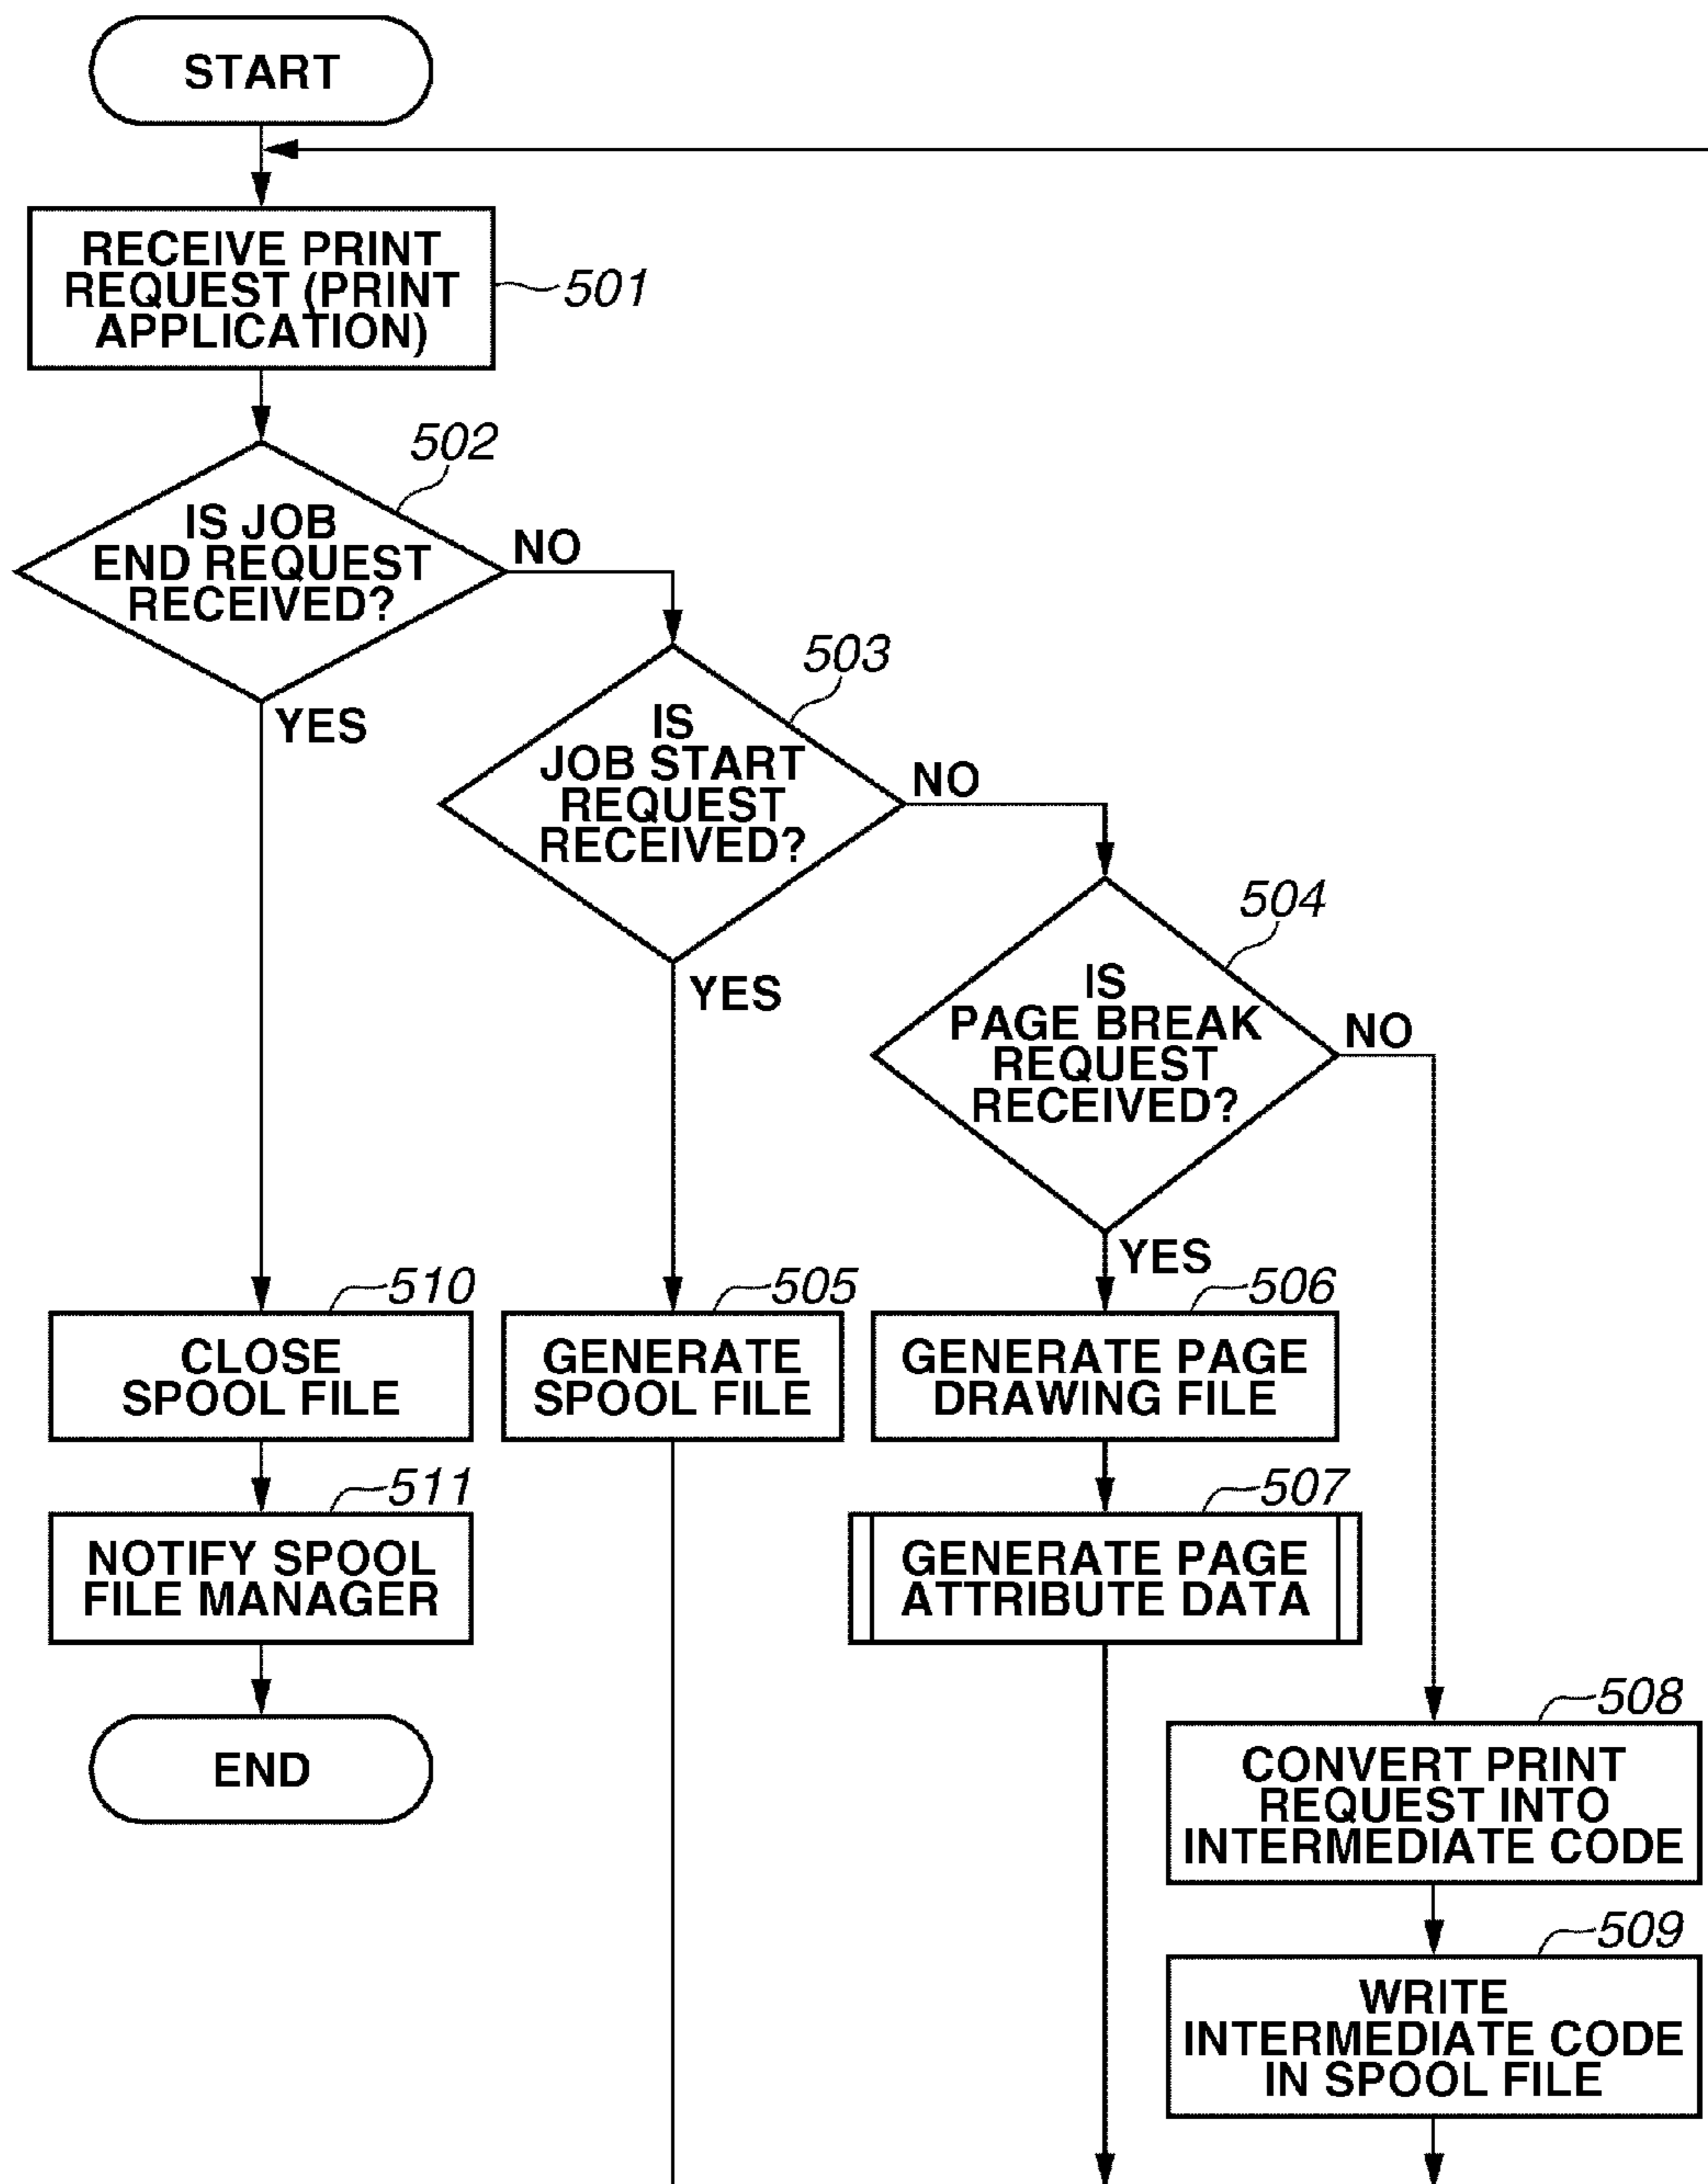 START
RECEIVE PRINT
REQUEST (PRINT
APPLICATION)
501
502
IS JOB
END REQUEST
RECEIVED?
NO
YES
503
IS
JOB START
REQUEST
RECEIVED?
NO
YES
504
IS
PAGE BREAK
REQUEST
RECEIVED?
NO
YES
510
CLOSE
SPOOL FILE
505
GENERATE
SPOOL FILE
506
GENERATE PAGE
DRAWING FILE
511
NOTIFY SPOOL
FILE MANAGER
507
GENERATE PAGE
ATTRIBUTE DATA
END
508
CONVERT PRINT
REQUEST INTO
INTERMEDIATE CODE
509
WRITE
INTERMEDIATE CODE
IN SPOOL FILE